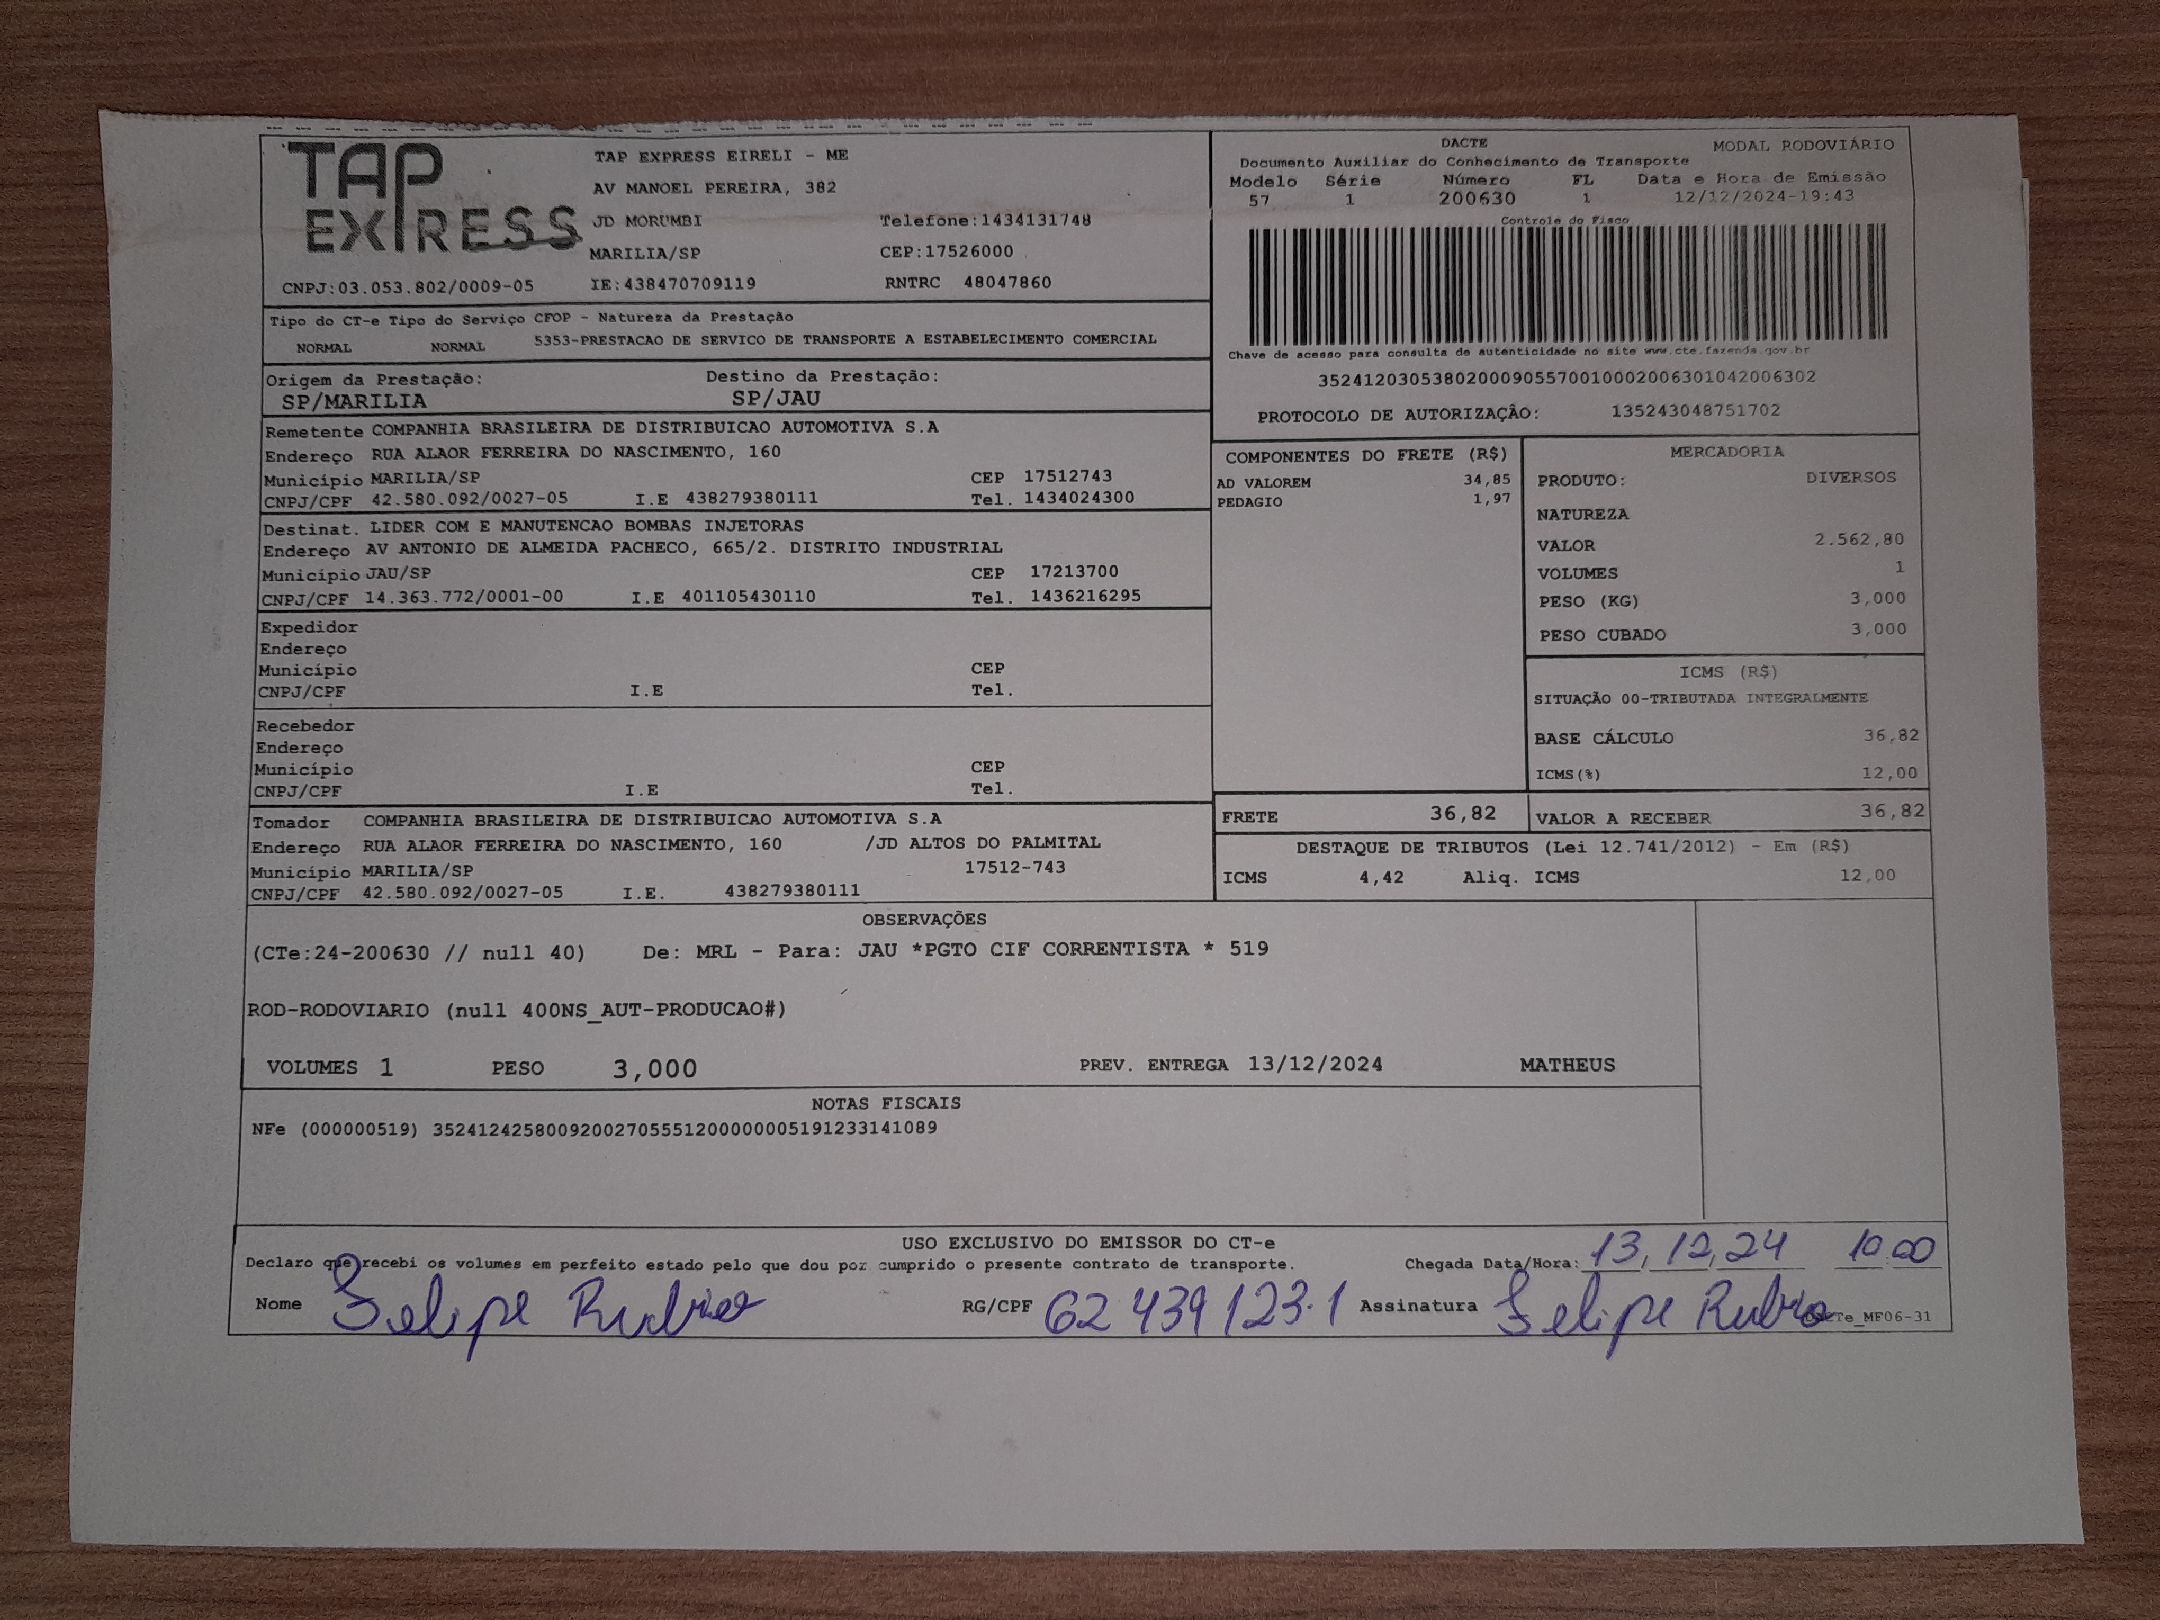 TAP EXPRESS
TAP EXPRESS EIRELI - ME
AV MANOEL PEREIRA, 382
JD MORUMBI Telefone:1434131748
MARILIA/SP CEP:17526000
CNPJ:03.053.802/0009-05 IE:438470709119 RNTRC 48047860
DACTE MODAL RODOVIÁRIO
Documento Auxiliar do Conhecimento de Transporte
Modelo Série Número FL Data e Hora de Emissão
57 1 200630 1 12/12/2024-19:43
Controle do Fisco
Chave de acesso para consulta de autenticidade no site www.cte.fazenda.gov.br
35241203053802000905570010002006301042006302
PROTOCOLO DE AUTORIZAÇÃO: 135243048751702
Tipo do CT-e Tipo do Serviço CFOP - Natureza da Prestação
NORMAL NORMAL 5353-PRESTACAO DE SERVICO DE TRANSPORTE A ESTABELECIMENTO COMERCIAL
Origem da Prestação: Destino da Prestação:
SP/MARILIA SP/JAU
Remetente COMPANHIA BRASILEIRA DE DISTRIBUICAO AUTOMOTIVA S.A
Endereço RUA ALAOR FERREIRA DO NASCIMENTO, 160
Município MARILIA/SP CEP 17512743
CNPJ/CPF 42.580.092/0027-05 I.E 438279380111 Tel. 1434024300
Destinat. LIDER COM E MANUTENCAO BOMBAS INJETORAS
Endereço AV ANTONIO DE ALMEIDA PACHECO, 665/2. DISTRITO INDUSTRIAL
Município JAU/SP CEP 17213700
CNPJ/CPF 14.363.772/0001-00 I.E 401105430110 Tel. 1436216295
Expedidor
Endereço
Município CEP
CNPJ/CPF I.E Tel.
Recebedor
Endereço
Município CEP
CNPJ/CPF I.E Tel.
Tomador COMPANHIA BRASILEIRA DE DISTRIBUICAO AUTOMOTIVA S.A
Endereço RUA ALAOR FERREIRA DO NASCIMENTO, 160 /JD ALTOS DO PALMITAL
Município MARILIA/SP 17512-743
CNPJ/CPF 42.580.092/0027-05 I.E. 438279380111
COMPONENTES DO FRETE (R$)
AD VALOREM 34,85
PEDAGIO 1,97
MERCADORIA
PRODUTO: DIVERSOS
NATUREZA
VALOR 2.562,80
VOLUMES 1
PESO (KG) 3,000
PESO CUBADO 3,000
ICMS (R$)
SITUAÇÃO 00-TRIBUTADA INTEGRALMENTE
BASE CÁLCULO 36,82
ICMS(%) 12,00
FRETE 36,82 VALOR A RECEBER 36,82
DESTAQUE DE TRIBUTOS (Lei 12.741/2012) - Em (R$)
ICMS 4,42 Aliq. ICMS 12,00
OBSERVAÇÕES
(CTe:24-200630 // null 40) De: MRL - Para: JAU *PGTO CIF CORRENTISTA * 519
ROD-RODOVIARIO (null 400NS_AUT-PRODUCAO#)
VOLUMES 1 PESO 3,000 PREV. ENTREGA 13/12/2024 MATHEUS
NOTAS FISCAIS
NFe (000000519) 35241242580092002705551200000005191233141089
USO EXCLUSIVO DO EMISSOR DO CT-e
Declaro que recebi os volumes em perfeito estado pelo que dou por cumprido o presente contrato de transporte. Chegada Data/Hora: 13,12,24 10:00
Nome Felipe Rubio RG/CPF 62 439 123.1 Assinatura Felipe Rubio MF06-31